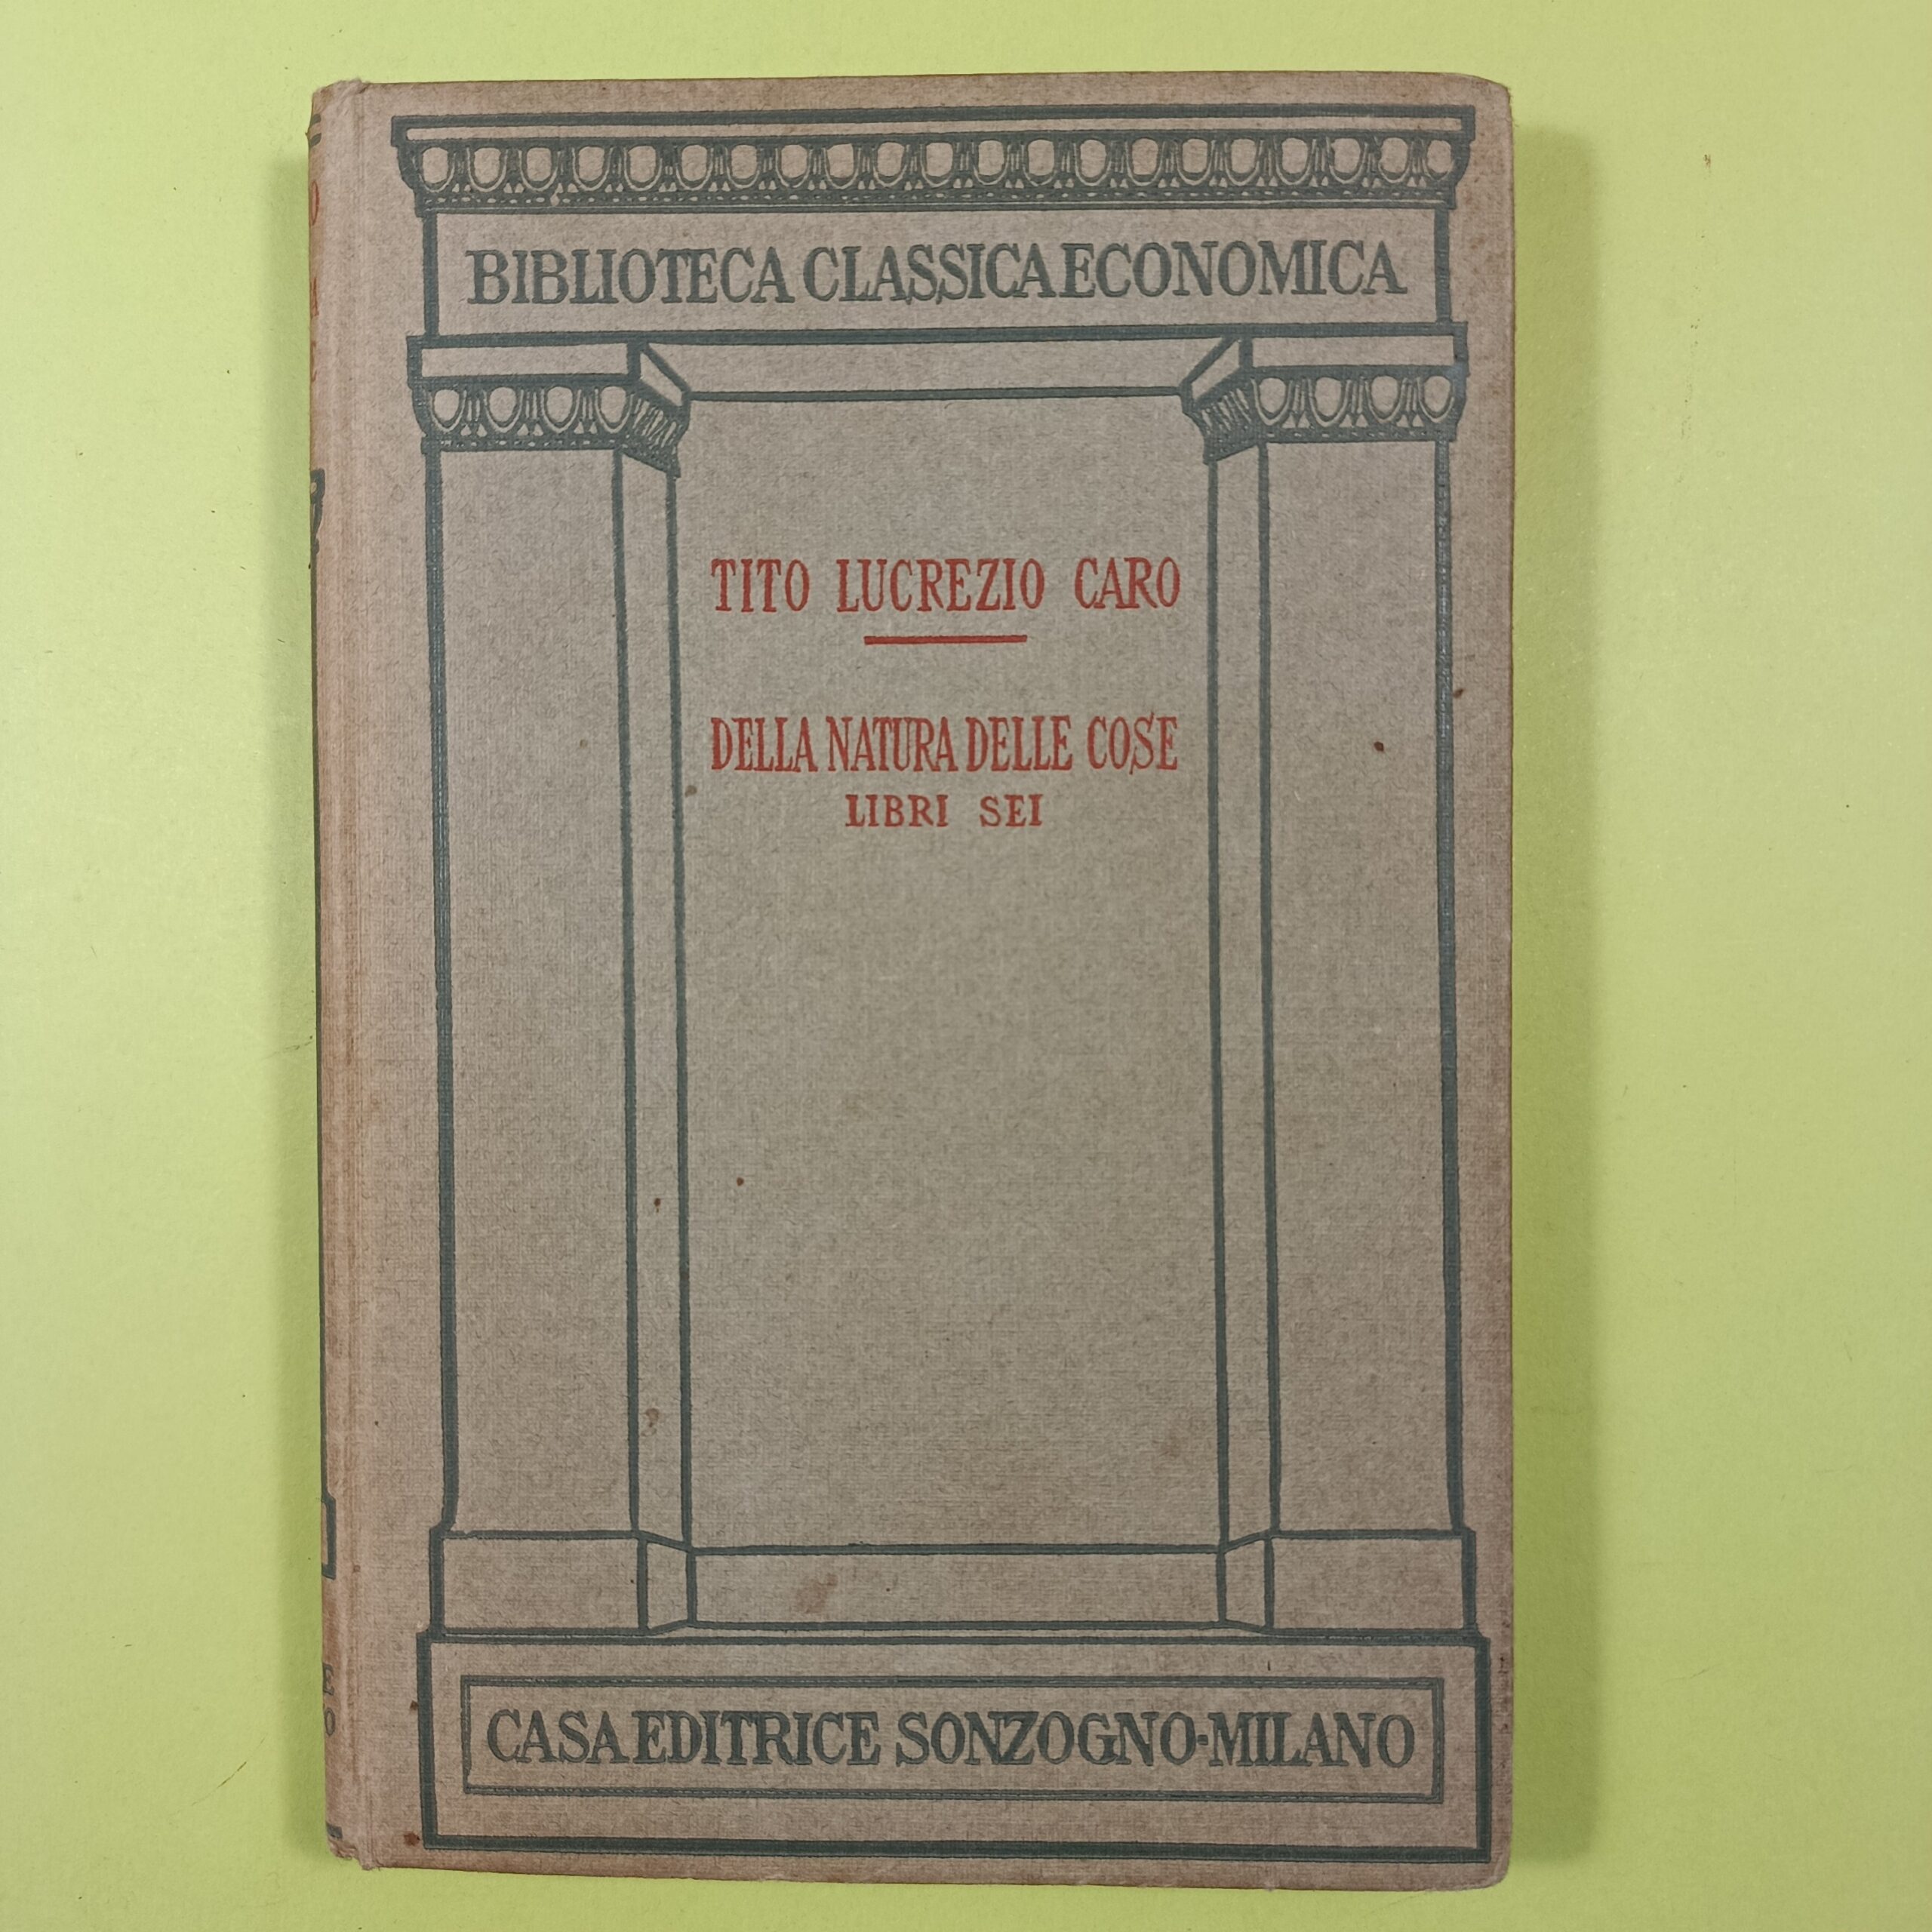 BIBLIOTECA CLASSICA ECONOMICA
TITO LUCREZIO CARO
DELLA NATURA DELLE COSE
LIBRI SEI
CASA EDITRICE SONZOGNO·MILANO